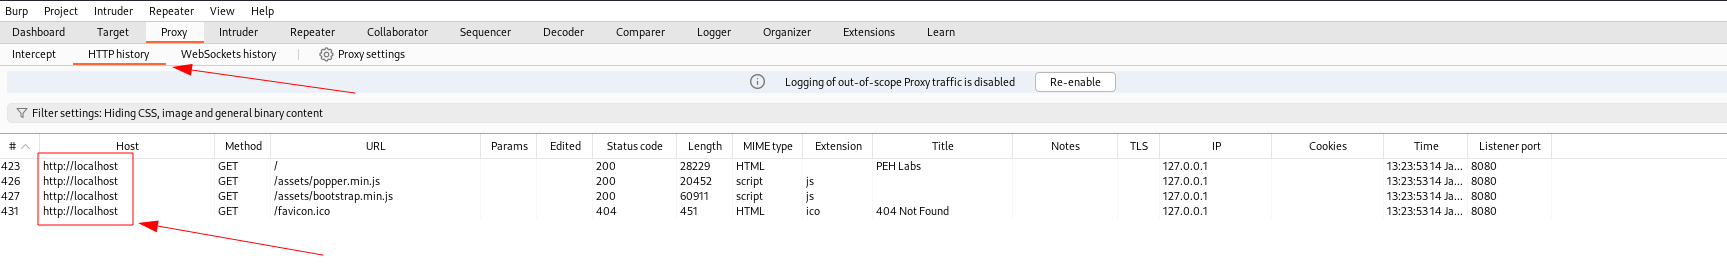 Burp Project Intruder Repeater View Help
Dashboard Target Proxy Intruder Repeater Collaborator Sequencer Decoder Comparer Logger Organizer Extensions Learn
Intercept HTTP history WebSockets history Proxy settings
Logging of out-of-scope Proxy traffic is disabled Re-enable
Filter settings: Hiding CSS, image and general binary content
# Host Method URL Params Edited Status code Length MIME type Extension Title Notes TLS IP Cookies Time Listener port
423 http://localhost GET / 200 28229 HTML PEH Labs 127.0.0.1 13:23:53 14 Ja... 8080
426 http://localhost GET /assets/popper.min.js 200 20452 script js 127.0.0.1 13:23:53 14 Ja... 8080
427 http://localhost GET /assets/bootstrap.min.js 200 60911 script js 127.0.0.1 13:23:53 14 Ja... 8080
431 http://localhost GET /favicon.ico 404 451 HTML ico 404 Not Found 127.0.0.1 13:23:53 14 Ja... 8080